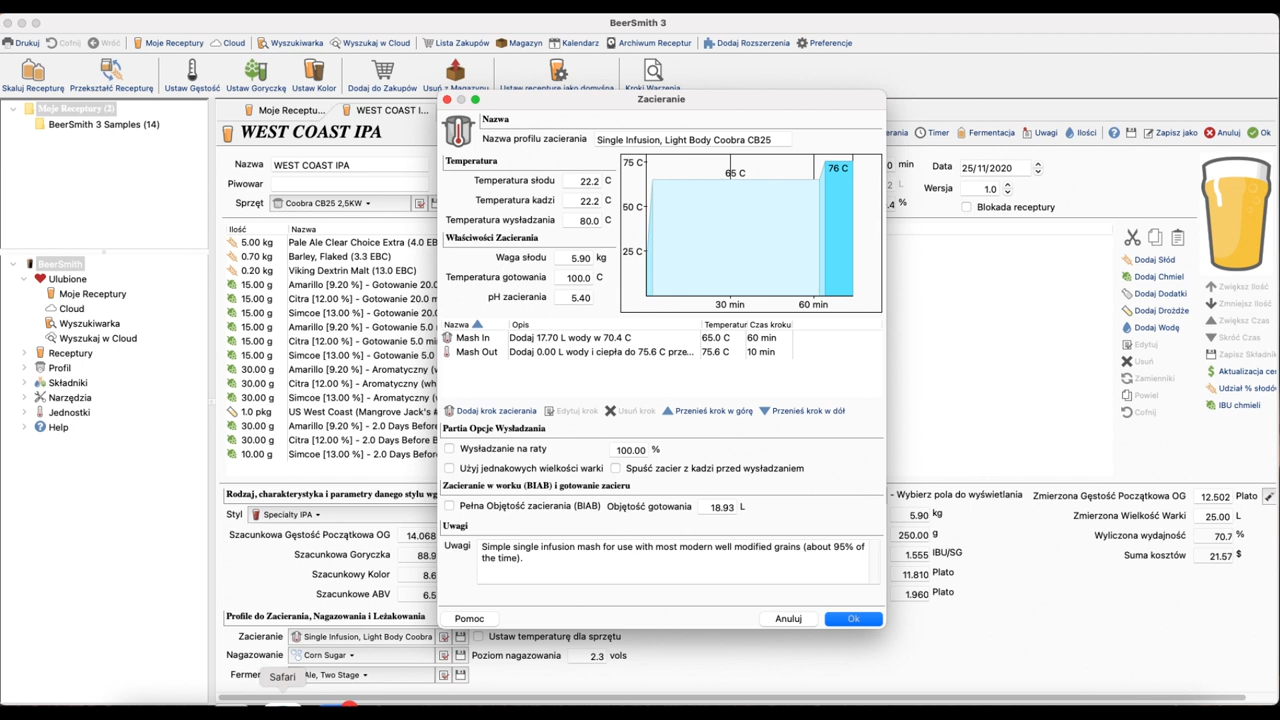 BeerSmith 3
Drukuj Cofnij Wróć Moje Receptury Cloud Wyszukiwarka Wyszukaj w Cloud Lista Zakupów Magazyn Kalendarz Archiwum Receptur Dodaj Rozszerzenia Preferencje
Skaluj Recepturę Przekształć Recepturę Ustaw Gęstość Ustaw Goryczkę Ustaw Kolor Dodaj do Zakupów Usuń z Magazynu Ustaw recepturę jako domyślną Kroki Warzenia
Moje Receptury (2)
BeerSmith 3 Samples (14)
BeerSmith
Ulubione
Moje Receptury
Cloud
Wyszukiwarka
Wyszukaj w Cloud
Receptury
Profil
Składniki
Narzędzia
Jednostki
Help
Moje Receptu... WEST COAST I...
WEST COAST IPA
Nazwa WEST COAST IPA
Piwowar
Sprzęt Coobra CB25 2,5KW
Ilość Nazwa
5.00 kg Pale Ale Clear Choice Extra (4.0 EB
0.70 kg Barley, Flaked (3.3 EBC)
0.20 kg Viking Dextrin Malt (13.0 EBC)
15.00 g Amarillo [9.20 %] - Gotowanie 20.0
15.00 g Citra [12.00 %] - Gotowanie 20.0 m
15.00 g Simcoe [13.00 %] - Gotowanie 20.0
15.00 g Amarillo [9.20 %] - Gotowanie 5.0 m
15.00 g Citra [12.00 %] - Gotowanie 5.0 mi
15.00 g Simcoe [13.00 %] - Gotowanie 5.0 m
30.00 g Amarillo [9.20 %] - Aromatyczny (w
30.00 g Citra [12.00 %] - Aromatyczny (whi
30.00 g Simcoe [13.00 %] - Aromatyczny (w
1.0 pkg US West Coast (Mangrove Jack's #
30.00 g Amarillo [9.20 %] - 2.0 Days Before
30.00 g Citra [12.00 %] - 2.0 Days Before B
10.00 g Simcoe [13.00 %] - 2.0 Days Before
Rodzaj, charakterystyka i parametry danego stylu wg
Styl Specialty IPA
Szacunkowa Gęstość Początkowa OG 14.068
Szacunkowa Goryczka 88.9
Szacunkowy Kolor 8.6
Szacunkowe ABV 6.5
Profile do Zacierania, Nagazowania i Leżakowania
Zacieranie Single Infusion, Light Body Coobra Ustaw temperaturę dla sprzętu
Nagazowanie Corn Sugar Poziom nagazowania 2.3 vols
Fermen Ale, Two Stage
Safari
Zacieranie
Nazwa
Nazwa profilu zacierania Single Infusion, Light Body Coobra CB25
Temperatura
Temperatura słodu 22.2 C
Temperatura kadzi 22.2 C
Temperatura wysładzania 80.0 C
Właściwości Zacierania
Waga słodu 5.90 kg
Temperatura gotowania 100.0 C
pH zacierania 5.40
75 C
50 C
25 C
65 C
76 C
30 min 60 min
Nazwa Opis Temperatur Czas kroku
Mash In Dodaj 17.70 L wody w 70.4 C 65.0 C 60 min
Mash Out Dodaj 0.00 L wody i ciepła do 75.6 C prze... 75.6 C 10 min
Dodaj krok zacierania Edytuj krok Usuń krok Przenieś krok w górę Przenieś krok w dół
Partia Opcje Wysładzania
Wysładzanie na raty 100.00 %
Użyj jednakowych wielkości warki Spuść zacier z kadzi przed wysładzaniem
Zacieranie w worku (BIAB) i gotowanie zacieru
Pełna Objętość zacierania (BIAB) Objętość gotowania 18.93 L
Uwagi
Uwagi Simple single infusion mash for use with most modern well modified grains (about 95% of
the time).
Pomoc Anuluj Ok
erania Timer Fermentacja Uwagi Ilości Zapisz jako Anuluj Ok
min Data 25/11/2020
L Wersja 1.0
.4 % Blokada receptury
Dodaj Słód
Dodaj Chmiel
Dodaj Dodatki
Dodaj Drożdże
Dodaj Wodę
Edytuj
Usuń
Zamienniki
Powiel
Cofnij
Zwiększ Ilość
Zmniejsz Ilość
Zwiększ Czas
Skróć Czas
Zapisz Składnik
Aktualizacja cen
Udział % słodów
IBU chmieli
- Wybierz pola do wyświetlania
5.90 kg
250.00 g
1.555 IBU/SG
11.810 Plato
1.960 Plato
Zmierzona Gęstość Początkowa OG 12.502 Plato
Zmierzona Wielkość Warki 25.00 L
Wyliczona wydajność 70.7 %
Suma kosztów 21.57 $